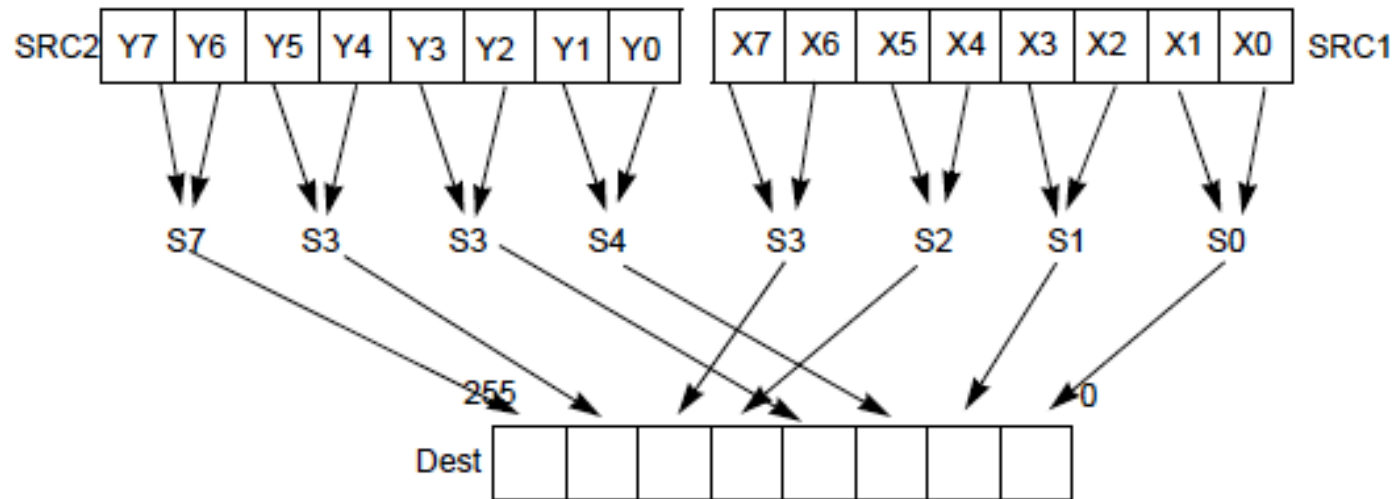 SRC2 Y7 Y6 Y5 Y4 Y3 Y2 Y1 Y0 X7 X6 X5 X4 X3 X2 X1 X0 SRC1
S7 S3 S3 S4 S3 S2 S1 S0
255 0
Dest